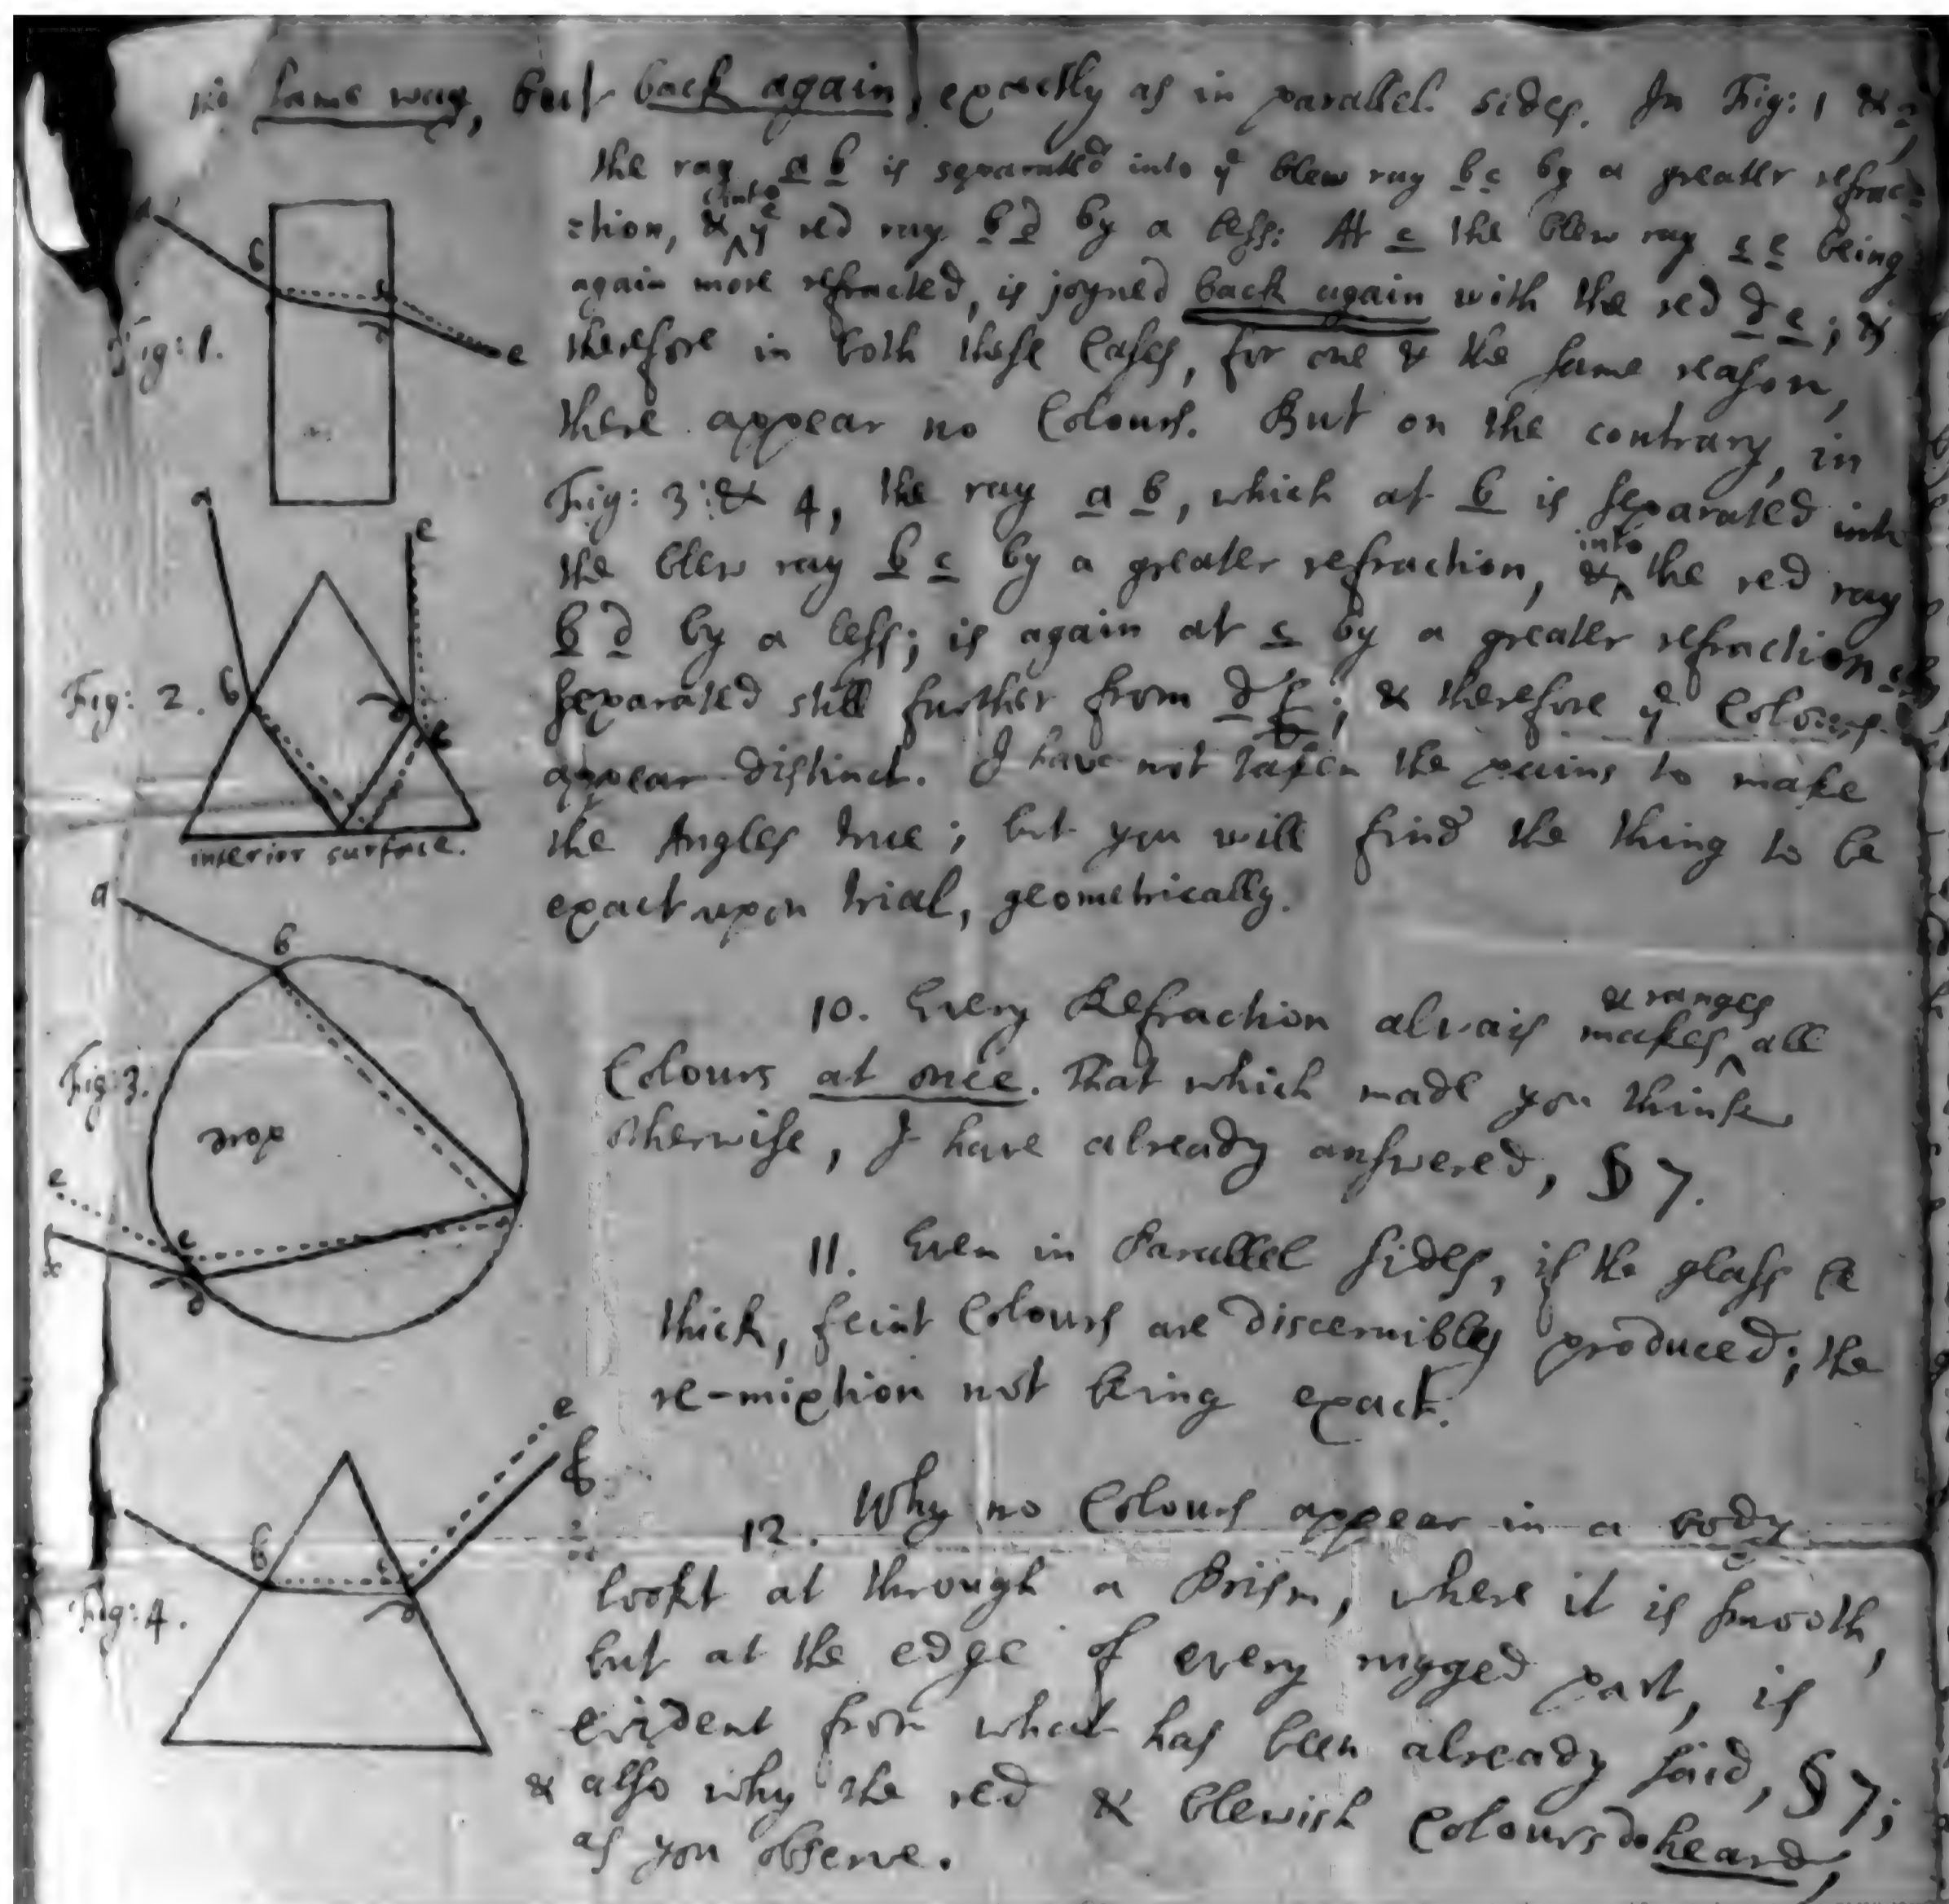 same way, but back again, exactly as in parallel sides. In Fig: 1 & 2,
the ray a b is separated into yͤ blew ray b c by a greater refrac=
=tion, & into yͤ red ray b d by a less: At c the blew ray c e being
again more refracted, is joyned back again with the red d e; &
therefore in both these Cases, for one & the same reason,
there appear no Colours. But on the contrary, in
Fig: 3: & 4, the ray a b, which at b is separated into
the blew ray b c by a greater refraction, & into the red ray
b d by a less; is again at c by a greater refraction
separated still further from d f; & therefore yͤ Colours
appear distinct. I have not taken the pains to make
the Angles true; but you will find the thing to be
exact upon trial, geometrically.
10. Every Refraction alwais makes & ranges all
Colours at once. That which made you thinke
otherwise, I have already answered, § 7.
11. Even in Parallel sides, if the glass be
thick, feint Colours are discernibley produced; the
re-mixtion not being exact.
12. Why no Colours appear in a body
lookt at through a Prism, where it is smooth,
but at the edge of every rugged part, is
evident from what has been already said, § 7;
& also why the red & blewish Colours do heard,
as you observe.
a
b
c
d
e
Fig: 1.
a
e
b
d
c
Fig: 2.
interior surface.
a
b
Fig: 3.
Drop
e
c
f
d
e
f
b
c
d
Fig: 4.